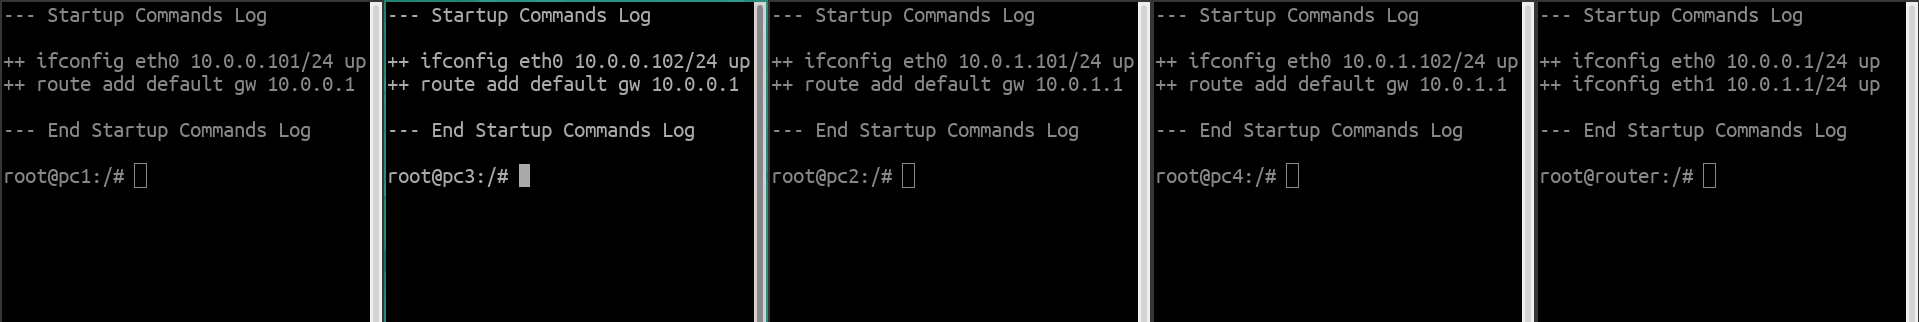 --- Startup Commands Log
++ ifconfig eth0 10.0.0.101/24 up
++ route add default gw 10.0.0.1
--- End Startup Commands Log
root@pc1:/#
--- Startup Commands Log
++ ifconfig eth0 10.0.0.102/24 up
++ route add default gw 10.0.0.1
--- End Startup Commands Log
root@pc3:/#
--- Startup Commands Log
++ ifconfig eth0 10.0.1.101/24 up
++ route add default gw 10.0.1.1
--- End Startup Commands Log
root@pc2:/#
--- Startup Commands Log
++ ifconfig eth0 10.0.1.102/24 up
++ route add default gw 10.0.1.1
--- End Startup Commands Log
root@pc4:/#
--- Startup Commands Log
++ ifconfig eth0 10.0.0.1/24 up
++ ifconfig eth1 10.0.1.1/24 up
--- End Startup Commands Log
root@router:/#